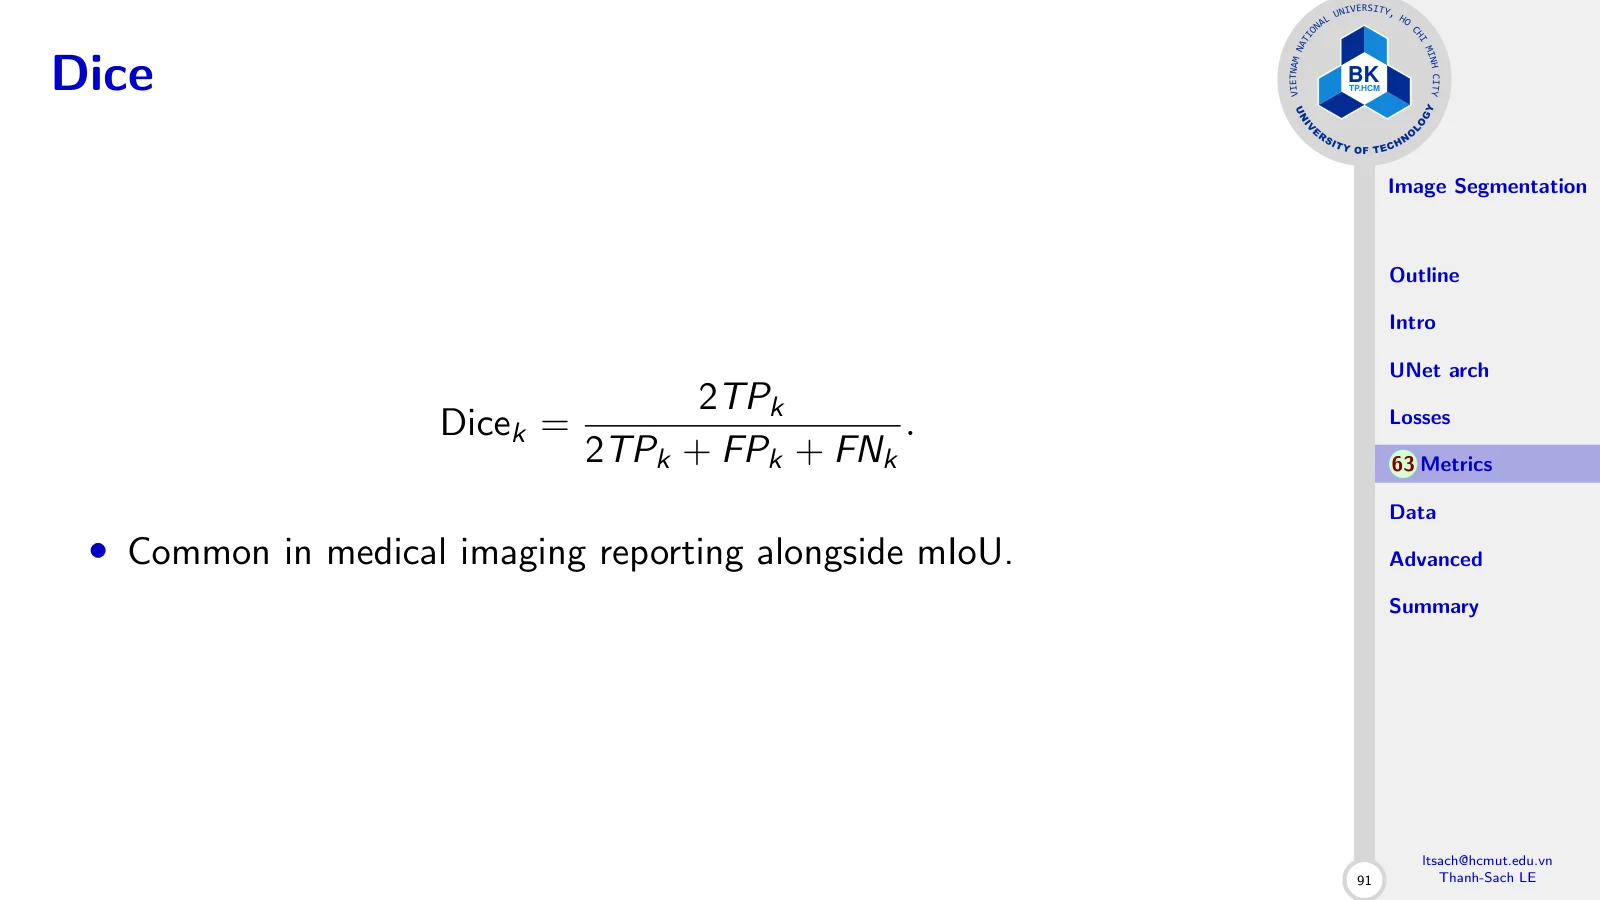 Dice
Dice_k = 2TP_k / (2TP_k + FP_k + FN_k).
• Common in medical imaging reporting alongside mIoU.
VIETNAM NATIONAL UNIVERSITY, HO CHI MINH CITY
BK
TP.HCM
UNIVERSITY OF TECHNOLOGY
Image Segmentation
Outline
Intro
UNet arch
Losses
63 Metrics
Data
Advanced
Summary
ltsach@hcmut.edu.vn
Thanh-Sach LE
91